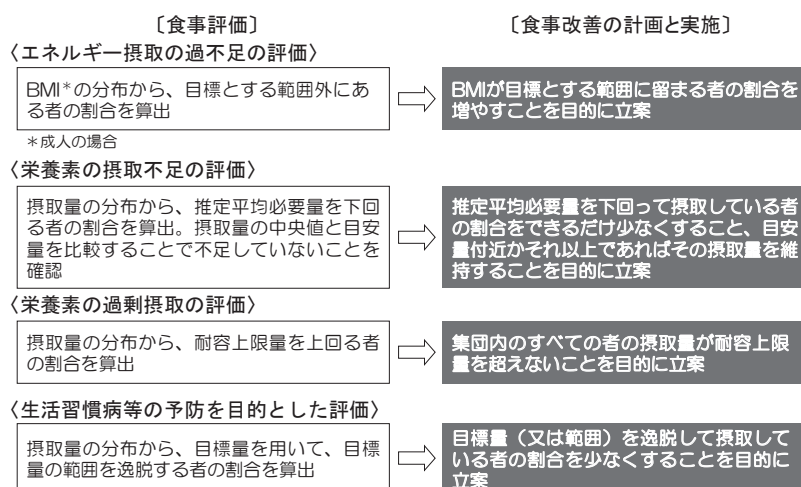 〔食事評価〕
〔食事改善の計画と実施〕
〈エネルギー摂取の過不足の評価〉
BMI*の分布から、目標とする範囲外にあ
る者の割合を算出
BMIが目標とする範囲に留まる者の割合を
増やすことを目的に立案
*成人の場合
〈栄養素の摂取不足の評価〉
摂取量の分布から、推定平均必要量を下回
る者の割合を算出。摂取量の中央値と目安
量を比較することで不足していないことを
確認
推定平均必要量を下回って摂取している者
の割合をできるだけ少なくすること、目安
量付近かそれ以上であればその摂取量を維
持することを目的に立案
〈栄養素の過剰摂取の評価〉
摂取量の分布から、耐容上限量を上回る者
の割合を算出
集団内のすべての者の摂取量が耐容上限
量を超えないことを目的に立案
〈生活習慣病等の予防を目的とした評価〉
摂取量の分布から、目標量を用いて、目標
量の範囲を逸脱する者の割合を算出
目標量（又は範囲）を逸脱して摂取して
いる者の割合を少なくすることを目的に
立案